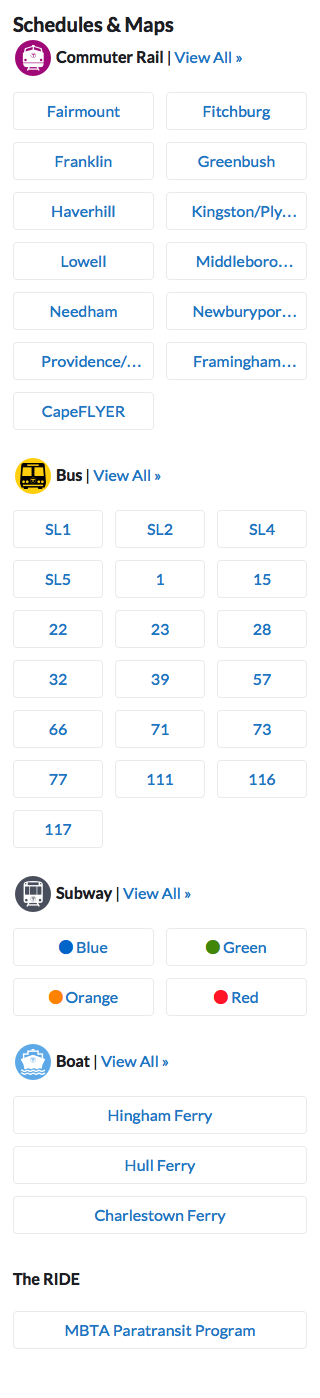 Schedules & Maps
Commuter Rail | View All »
Fairmount Fitchburg
Franklin Greenbush
Haverhill Kingston/Ply...
Lowell Middleboro...
Needham Newburypor...
Providence/... Framingham...
CapeFLYER
Bus | View All »
SL1 SL2 SL4
SL5 1 15
22 23 28
32 39 57
66 71 73
77 111 116
117
Subway | View All »
Blue Green
Orange Red
Boat | View All »
Hingham Ferry
Hull Ferry
Charlestown Ferry
The RIDE
MBTA Paratransit Program